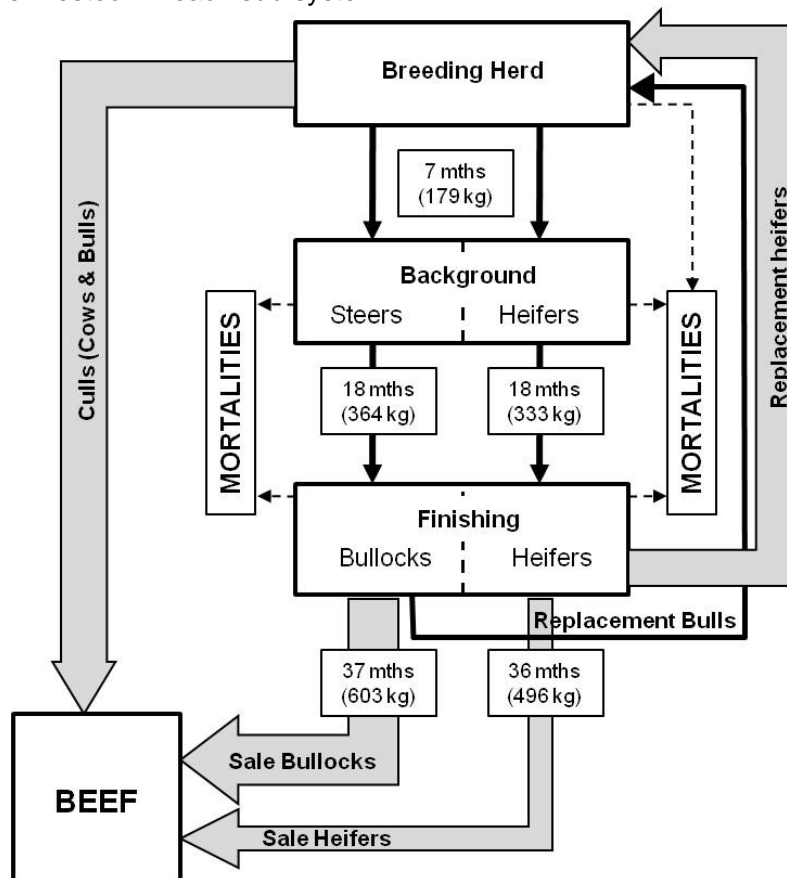 Breeding Herd
7 mths
(179 kg)
Culls (Cows & Bulls)
Replacement heifers
Background
Steers
Heifers
MORTALITIES
MORTALITIES
18 mths
(364 kg)
18 mths
(333 kg)
Finishing
Bullocks
Heifers
Replacement Bulls
37 mths
(603 kg)
36 mths
(496 kg)
Sale Bullocks
BEEF
Sale Heifers